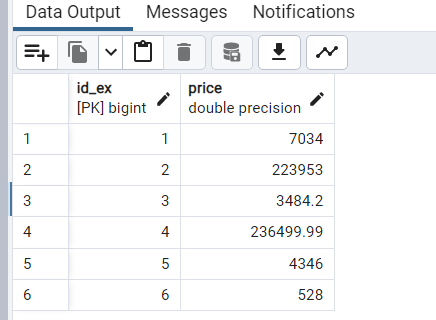 Data Output Messages Notifications
id_ex price
[PK] bigint double precision
1 1 7034
2 2 223953
3 3 3484.2
4 4 236499.99
5 5 4346
6 6 528